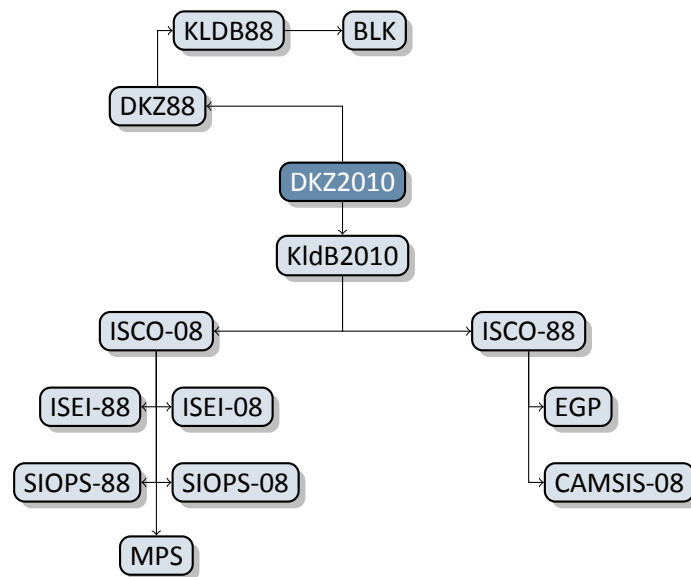 KLDB88 BLK
DKZ88
DKZ2010
KldB2010
ISCO-08 ISCO-88
ISEI-88 ISEI-08 EGP
SIOPS-88 SIOPS-08 CAMSIS-08
MPS